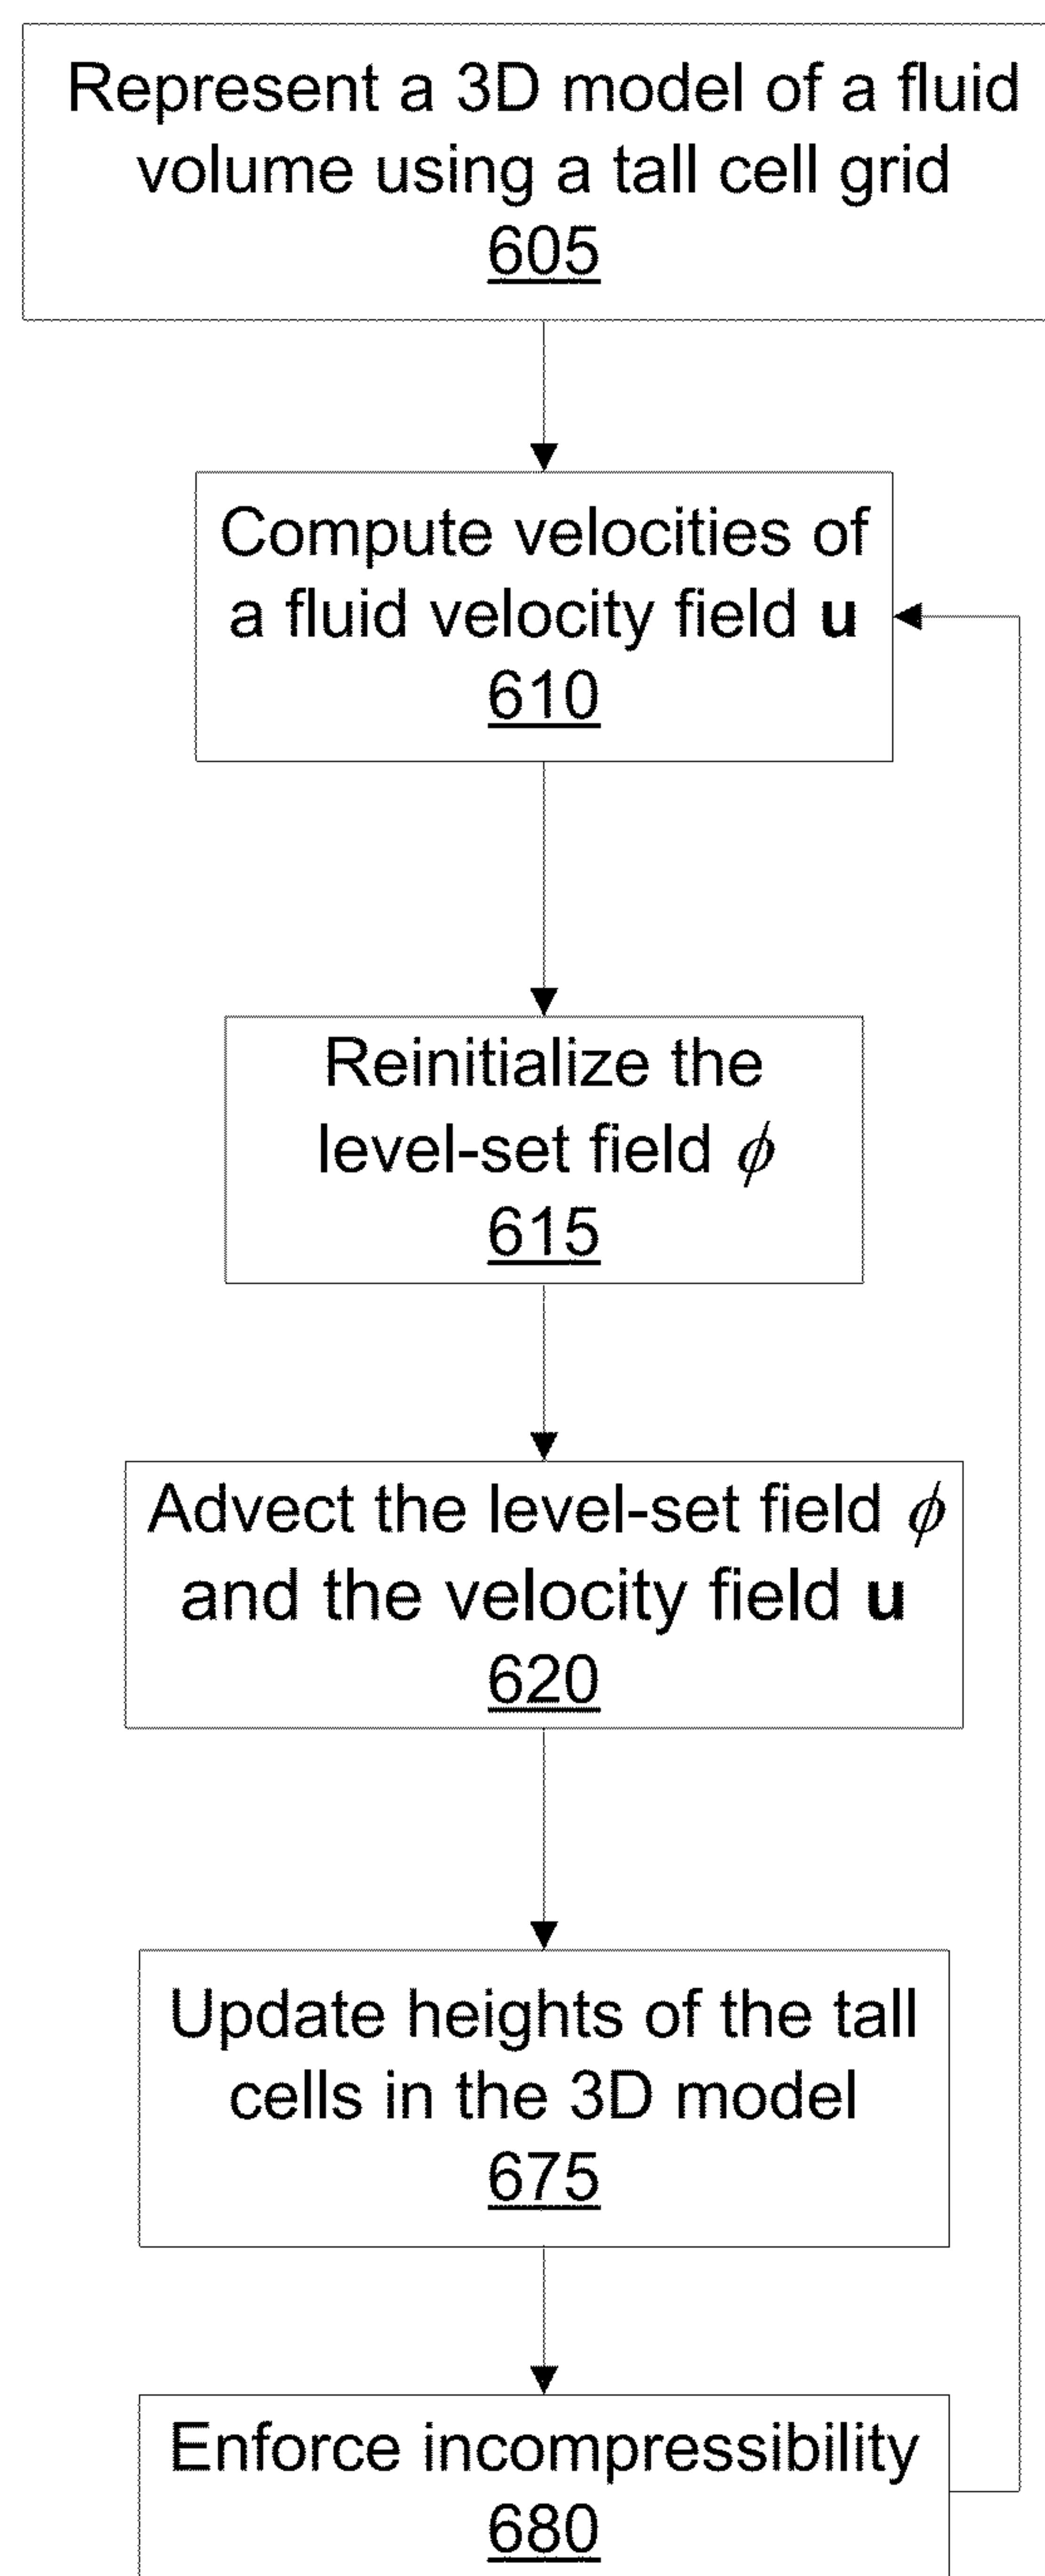 Represent a 3D model of a fluid
volume using a tall cell grid
605
Compute velocities of
a fluid velocity field u
610
Reinitialize the
level-set field ϕ
615
Advect the level-set field ϕ
and the velocity field u
620
Update heights of the tall
cells in the 3D model
675
Enforce incompressibility
680